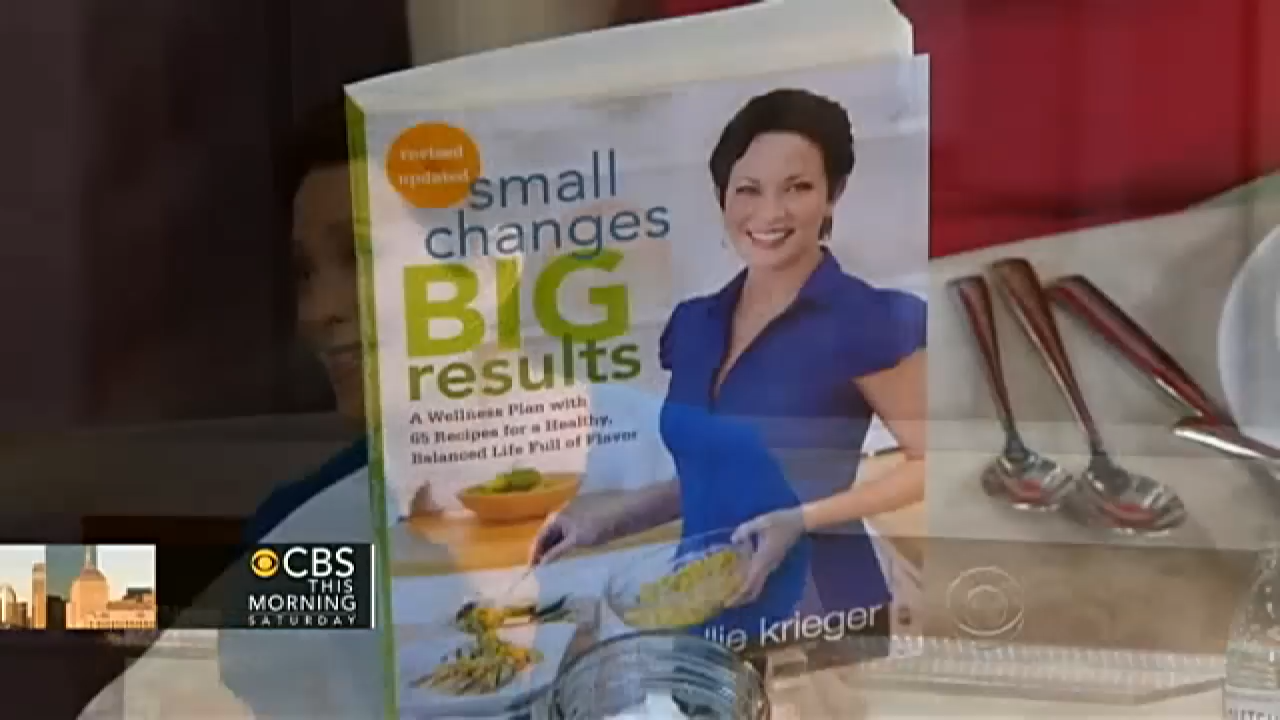 revised
updated
small
changes
BIG
results
A Wellness Plan with
65 Recipes for a Healthy,
Balanced Life Full of Flavor
llie krieger
CBS
THIS
MORNING
SATURDAY